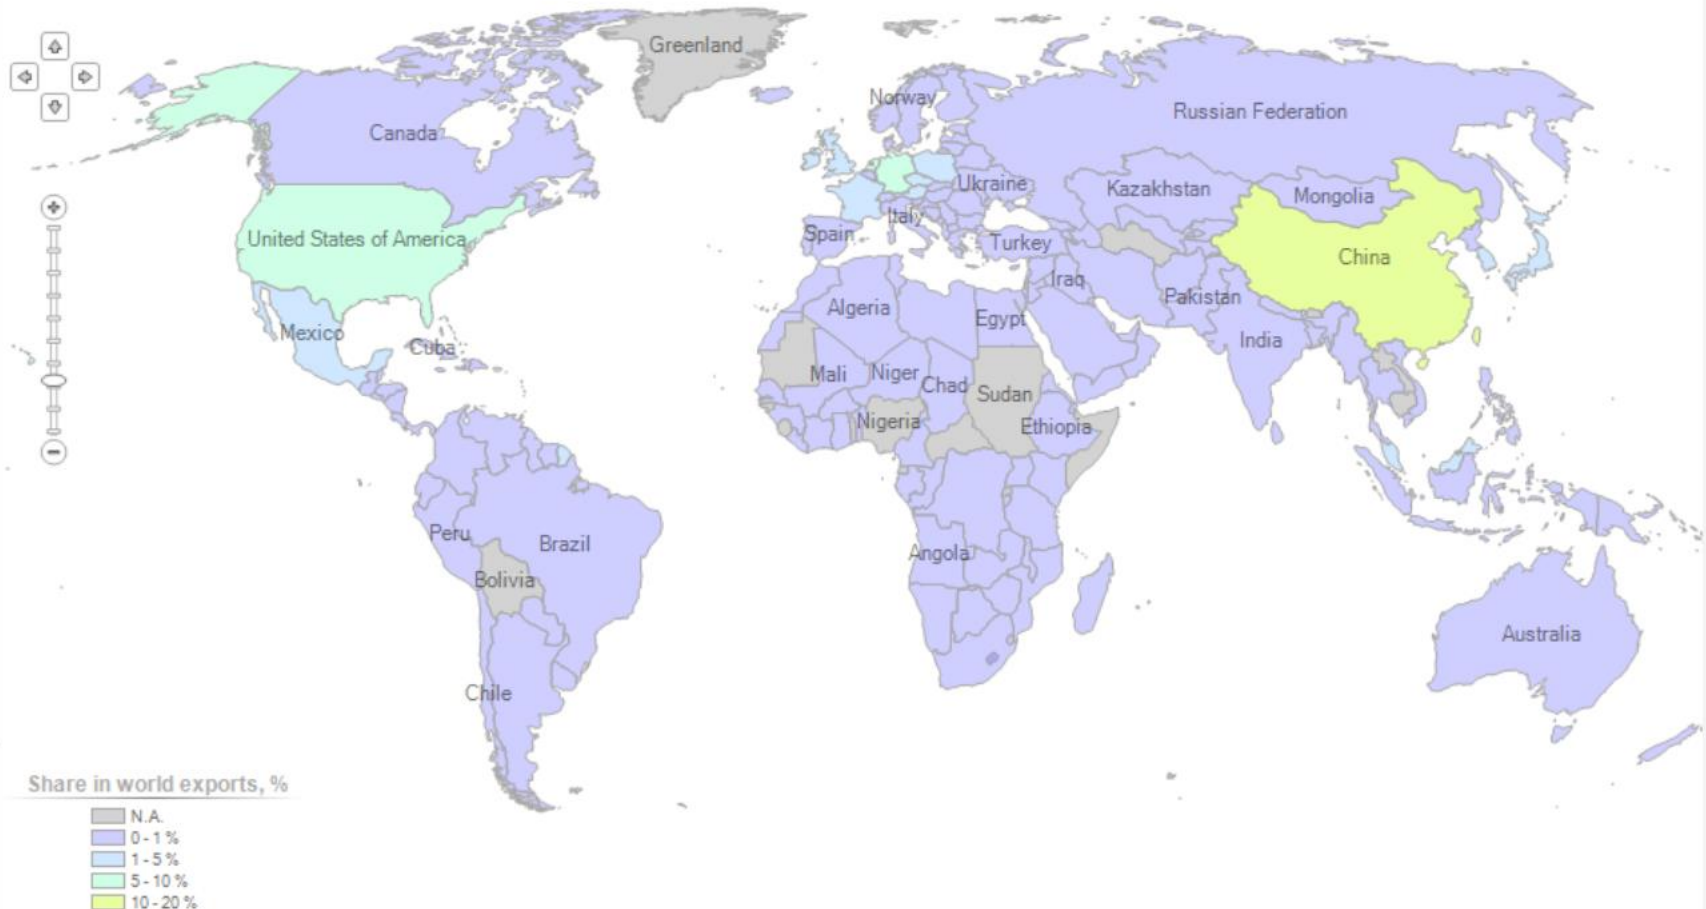 Greenland
Norway
Russian Federation
Canada
Ukraine
Kazakhstan
Mongolia
Italy
Spain
United States of America
Turkey
China
Iraq
Pakistan
Algeria
Egypt
Mexico
India
Cuba
Mali
Niger
Chad
Sudan
Nigeria
Ethiopia
Peru
Brazil
Angola
Bolivia
Australia
Chile
Share in world exports, %
N.A.
0 - 1 %
1 - 5 %
5 - 10 %
10 - 20 %